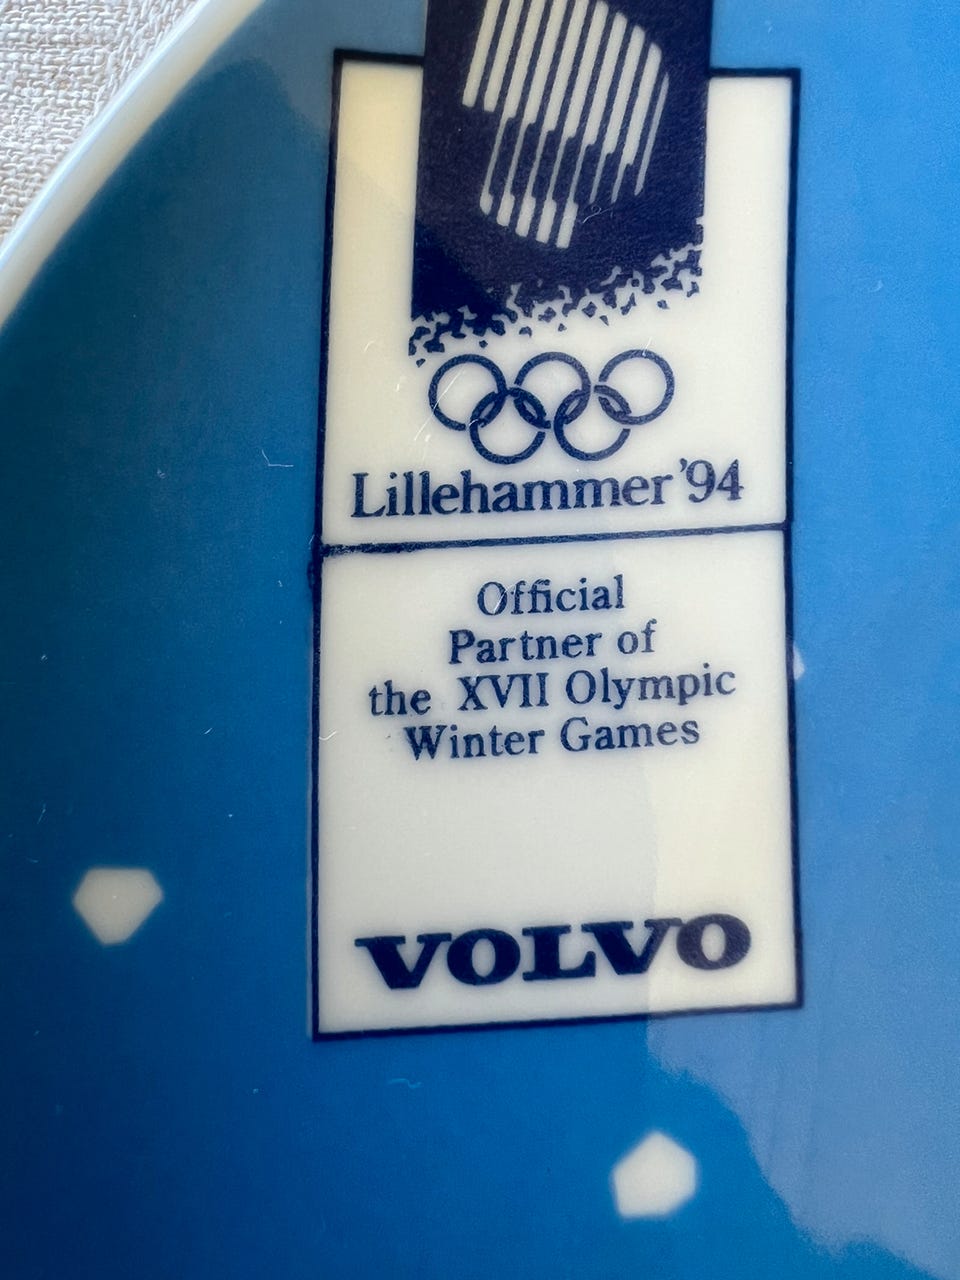 Lillehammer '94
Official
Partner of
the XVII Olympic
Winter Games
VOLVO